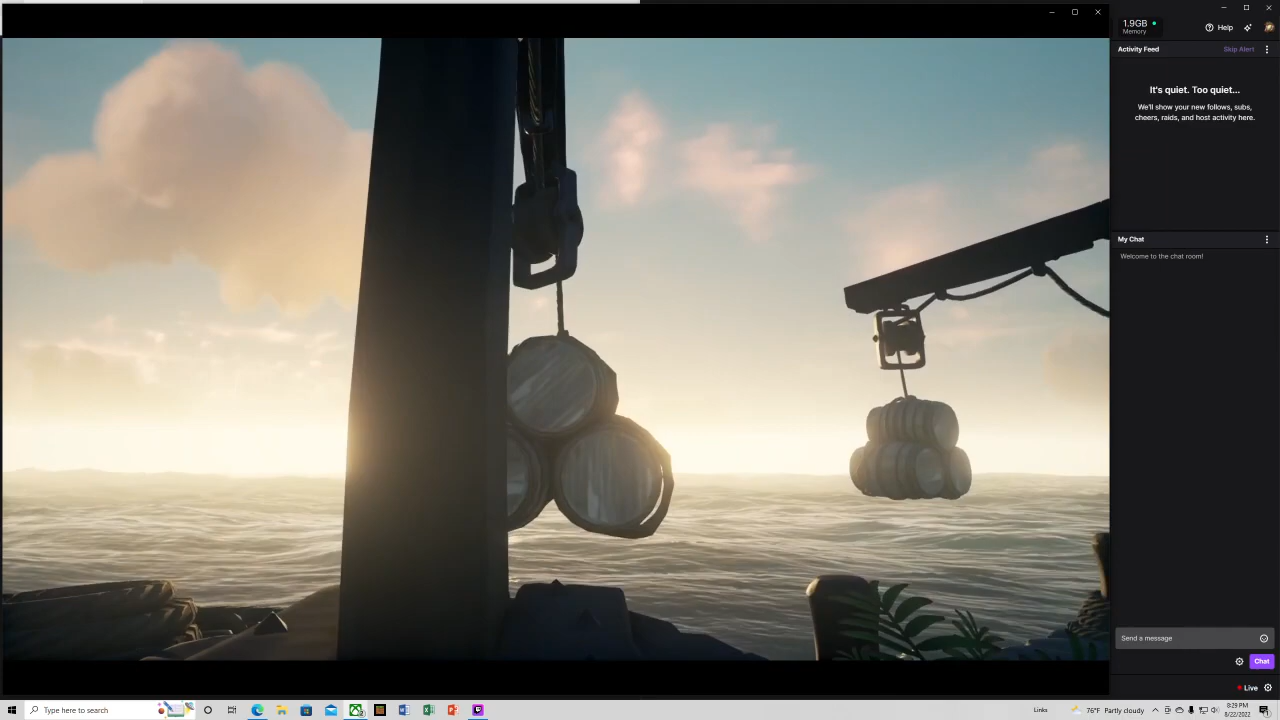 1.9GB
Memory
Help
Activity Feed
Skip Alert
It's quiet. Too quiet...
We'll show your new follows, subs,
cheers, raids, and host activity here.
My Chat
Welcome to the chat room!
Send a message
Chat
Live
Type here to search
Links
76°F Partly cloudy
8:29 PM
8/22/2022